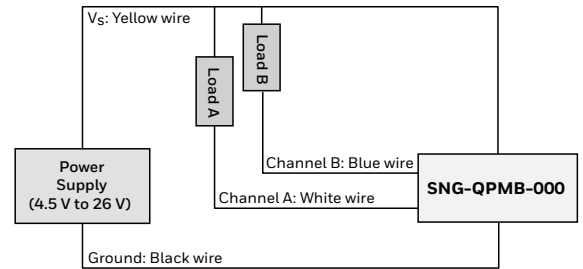 Vs: Yellow wire
Load A
Load B
Channel B: Blue wire
Power
Supply
(4.5 V to 26 V)
SNG-QPMB-000
Channel A: White wire
Ground: Black wire